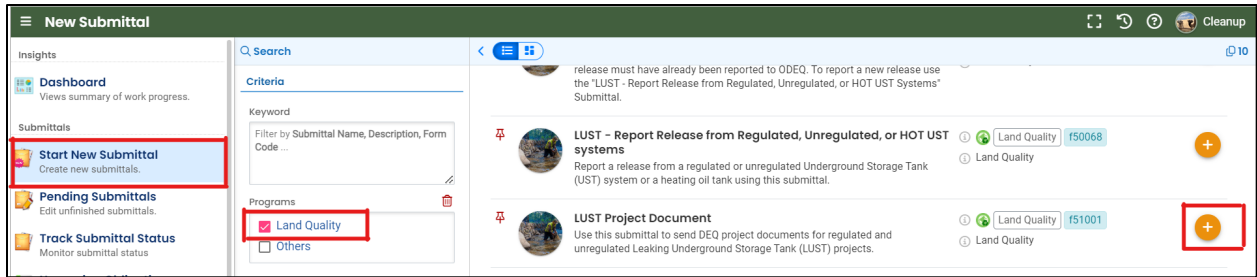 New Submittal
Cleanup
Insights
Dashboard
Views summary of work progress.
Submittals
Start New Submittal
Create new submittals.
Pending Submittals
Edit unfinished submittals.
Track Submittal Status
Monitor submittal status
Search
Criteria
Keyword
Filter by Submittal Name, Description, Form
Code ...
Programs
Land Quality
Others
10
release must have already been reported to ODEQ. To report a new release use
the "LUST - Report Release from Regulated, Unregulated, or HOT UST Systems"
Submittal.
LUST - Report Release from Regulated, Unregulated, or HOT UST
systems
Report a release from a regulated or unregulated Underground Storage Tank
(UST) system or a heating oil tank using this submittal.
Land Quality f50068
Land Quality
LUST Project Document
Use this submittal to send DEQ project documents for regulated and
unregulated Leaking Underground Storage Tank (LUST) projects.
Land Quality f51001
Land Quality